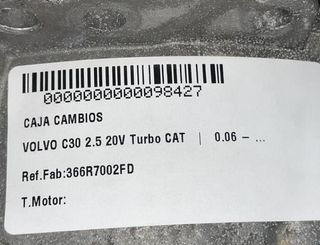 0000000000098427
CAJA CAMBIOS
VOLVO C30 2.5 20V Turbo CAT | 0.06 – ...
Ref.Fab:366R7002FD
T.Motor: